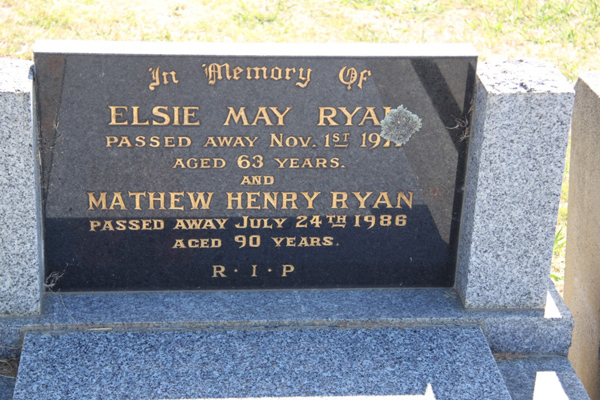 In Memory Of
ELSIE MAY
PASSED AWAY NOV. 1ST
AGED 63 YEARS.
AND
MATHEW HENRY RYAN
PASSED AWAY JULY 24TH 1986
AGED 90 YEARS.
R·I·P